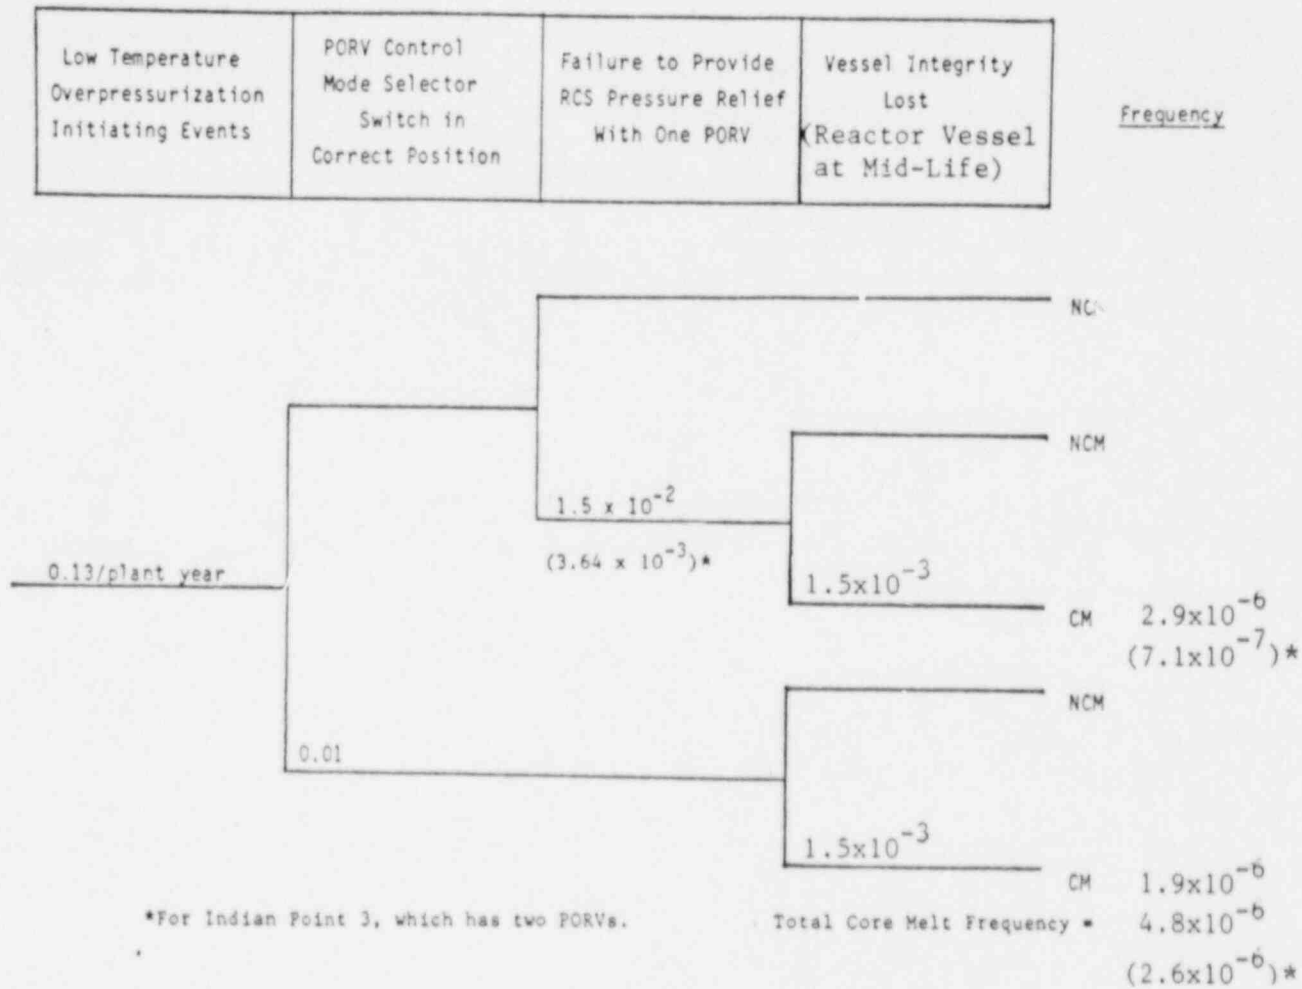 Low Temperature
Overpressurization
Initiating Events
PORV Control
Mode Selector
Switch in
Correct Position
Failure to Provide
RCS Pressure Relief
With One PORV
Vessel Integrity
Lost
(Reactor Vessel
at Mid-Life)
Frequency
NC
NCM
1.5 x 10⁻²
(3.64 x 10⁻³)*
0.13/plant year
1.5x10⁻³
CM 2.9x10⁻⁶
(7.1x10⁻⁷)*
NCM
0.01
1.5x10⁻³
CM 1.9x10⁻⁶
*For Indian Point 3, which has two PORVs.
Total Core Melt Frequency = 4.8x10⁻⁶
(2.6x10⁻⁶)*